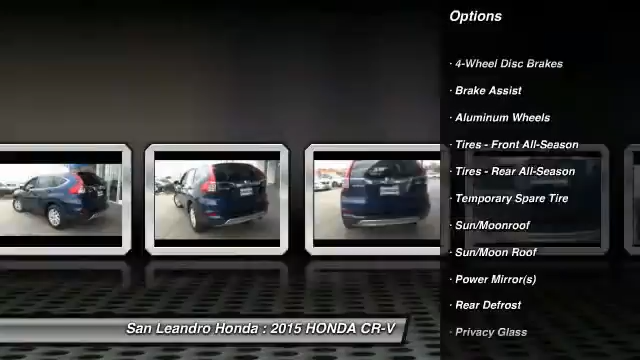 Options
· 4-Wheel Disc Brakes
· Brake Assist
· Aluminum Wheels
· Tires - Front All-Season
· Tires - Rear All-Season
· Temporary Spare Tire
· Sun/Moonroof
· Sun/Moon Roof
· Power Mirror(s)
· Rear Defrost
· Privacy Glass
San Leandro Honda : 2015 HONDA CR-V